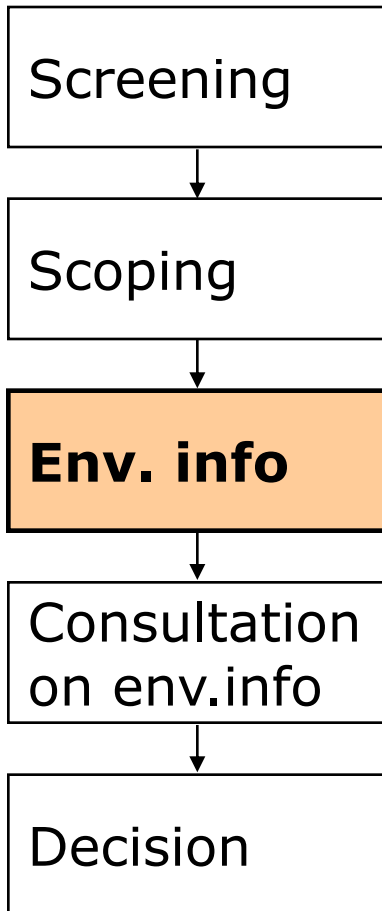 Screening
Scoping
Env. info
Consultation
on env.info
Decision